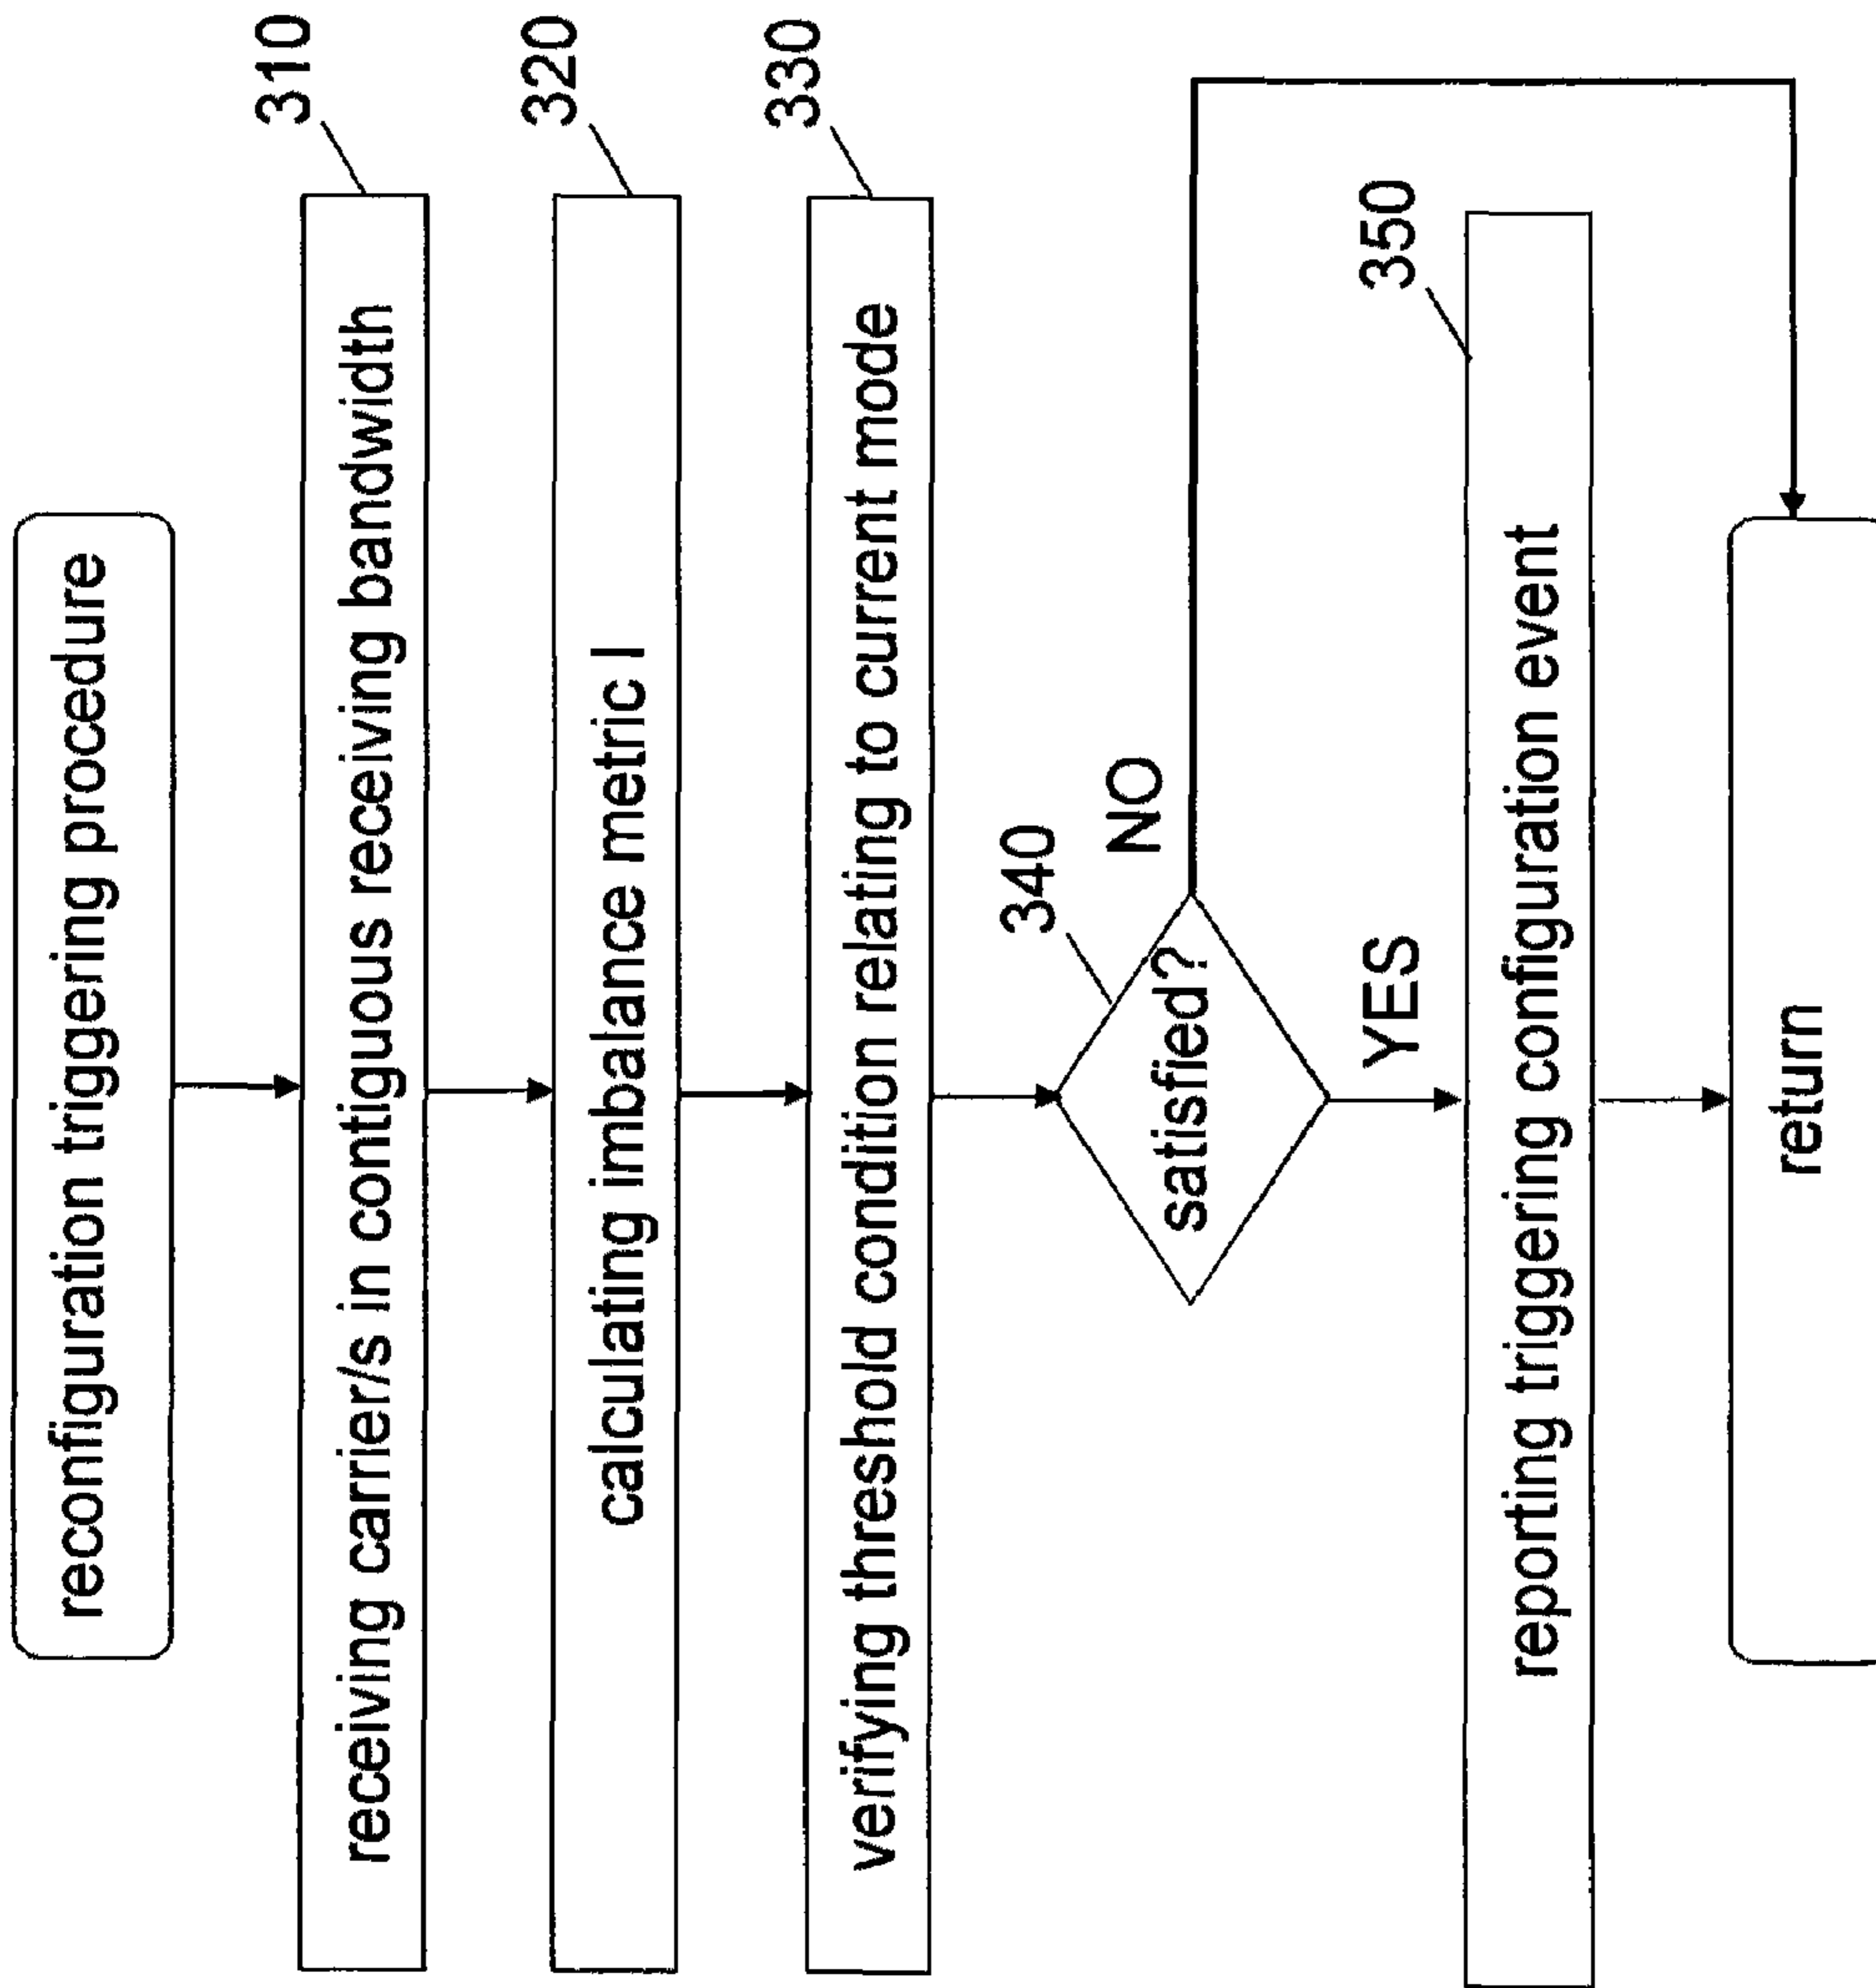 reconfiguration triggering procedure
310
receiving carrier/s in contiguous receiving bandwidth
320
calculating imbalance metric I
330
verifying threshold condition relating to current mode
340
satisfied?
NO
YES
350
reporting triggering configuration event
return